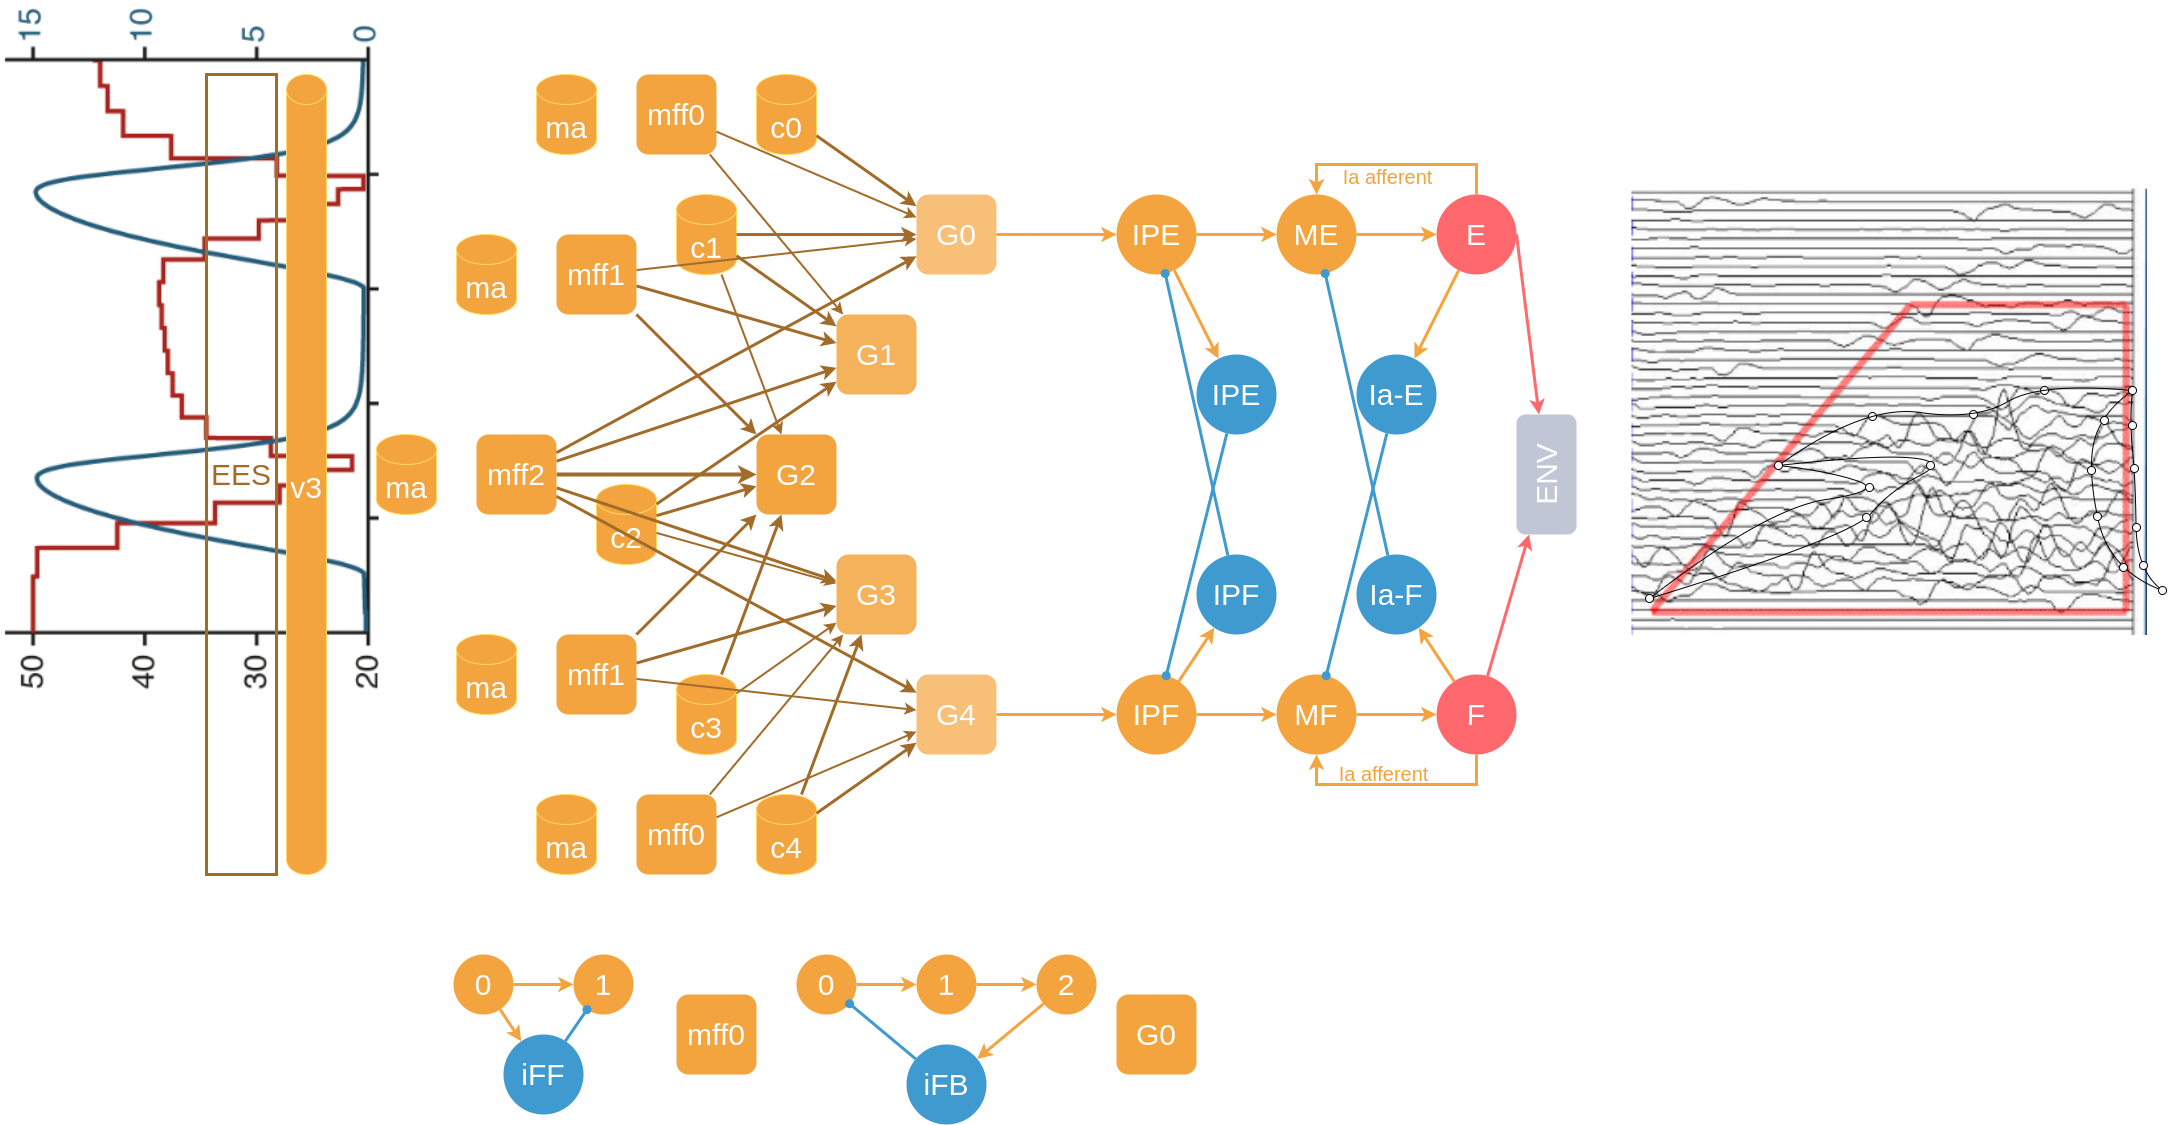 15
10
5
0
ma
mff0
c0
Ia afferent
c1
G0
IPE
ME
E
ma
mff1
G1
IPE
Ia-E
EES
v3
ma
mff2
G2
ENV
c2
G3
IPF
Ia-F
50
40
30
20
ma
mff1
c3
G4
IPF
MF
F
Ia afferent
ma
mff0
c4
0
1
0
1
2
mff0
G0
iFF
iFB